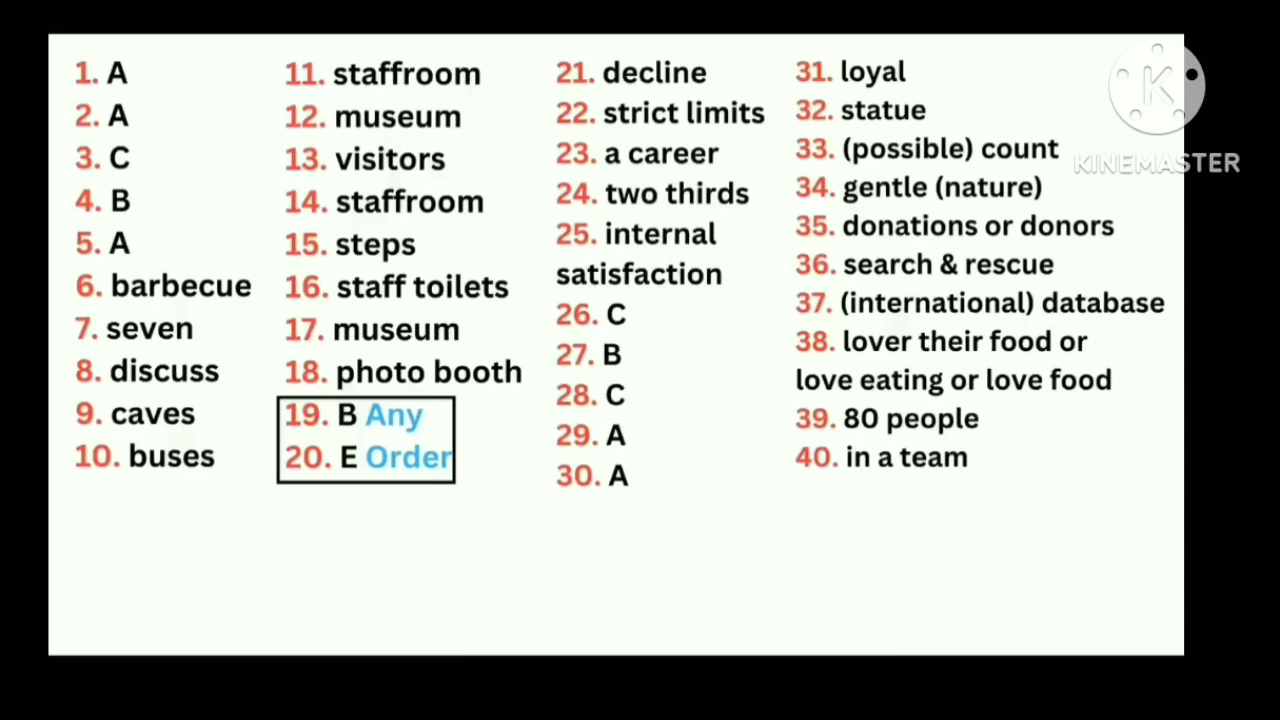 1. A
2. A
3. C
4. B
5. A
6. barbecue
7. seven
8. discuss
9. caves
10. buses
11. staffroom
12. museum
13. visitors
14. staffroom
15. steps
16. staff toilets
17. museum
18. photo booth
19. B Any
20. E Order
21. decline
22. strict limits
23. a career
24. two thirds
25. internal
satisfaction
26. C
27. B
28. C
29. A
30. A
31. loyal
32. statue
33. (possible) count
34. gentle (nature)
35. donations or donors
36. search & rescue
37. (international) database
38. lover their food or
love eating or love food
39. 80 people
40. in a team
K
KINEMASTER